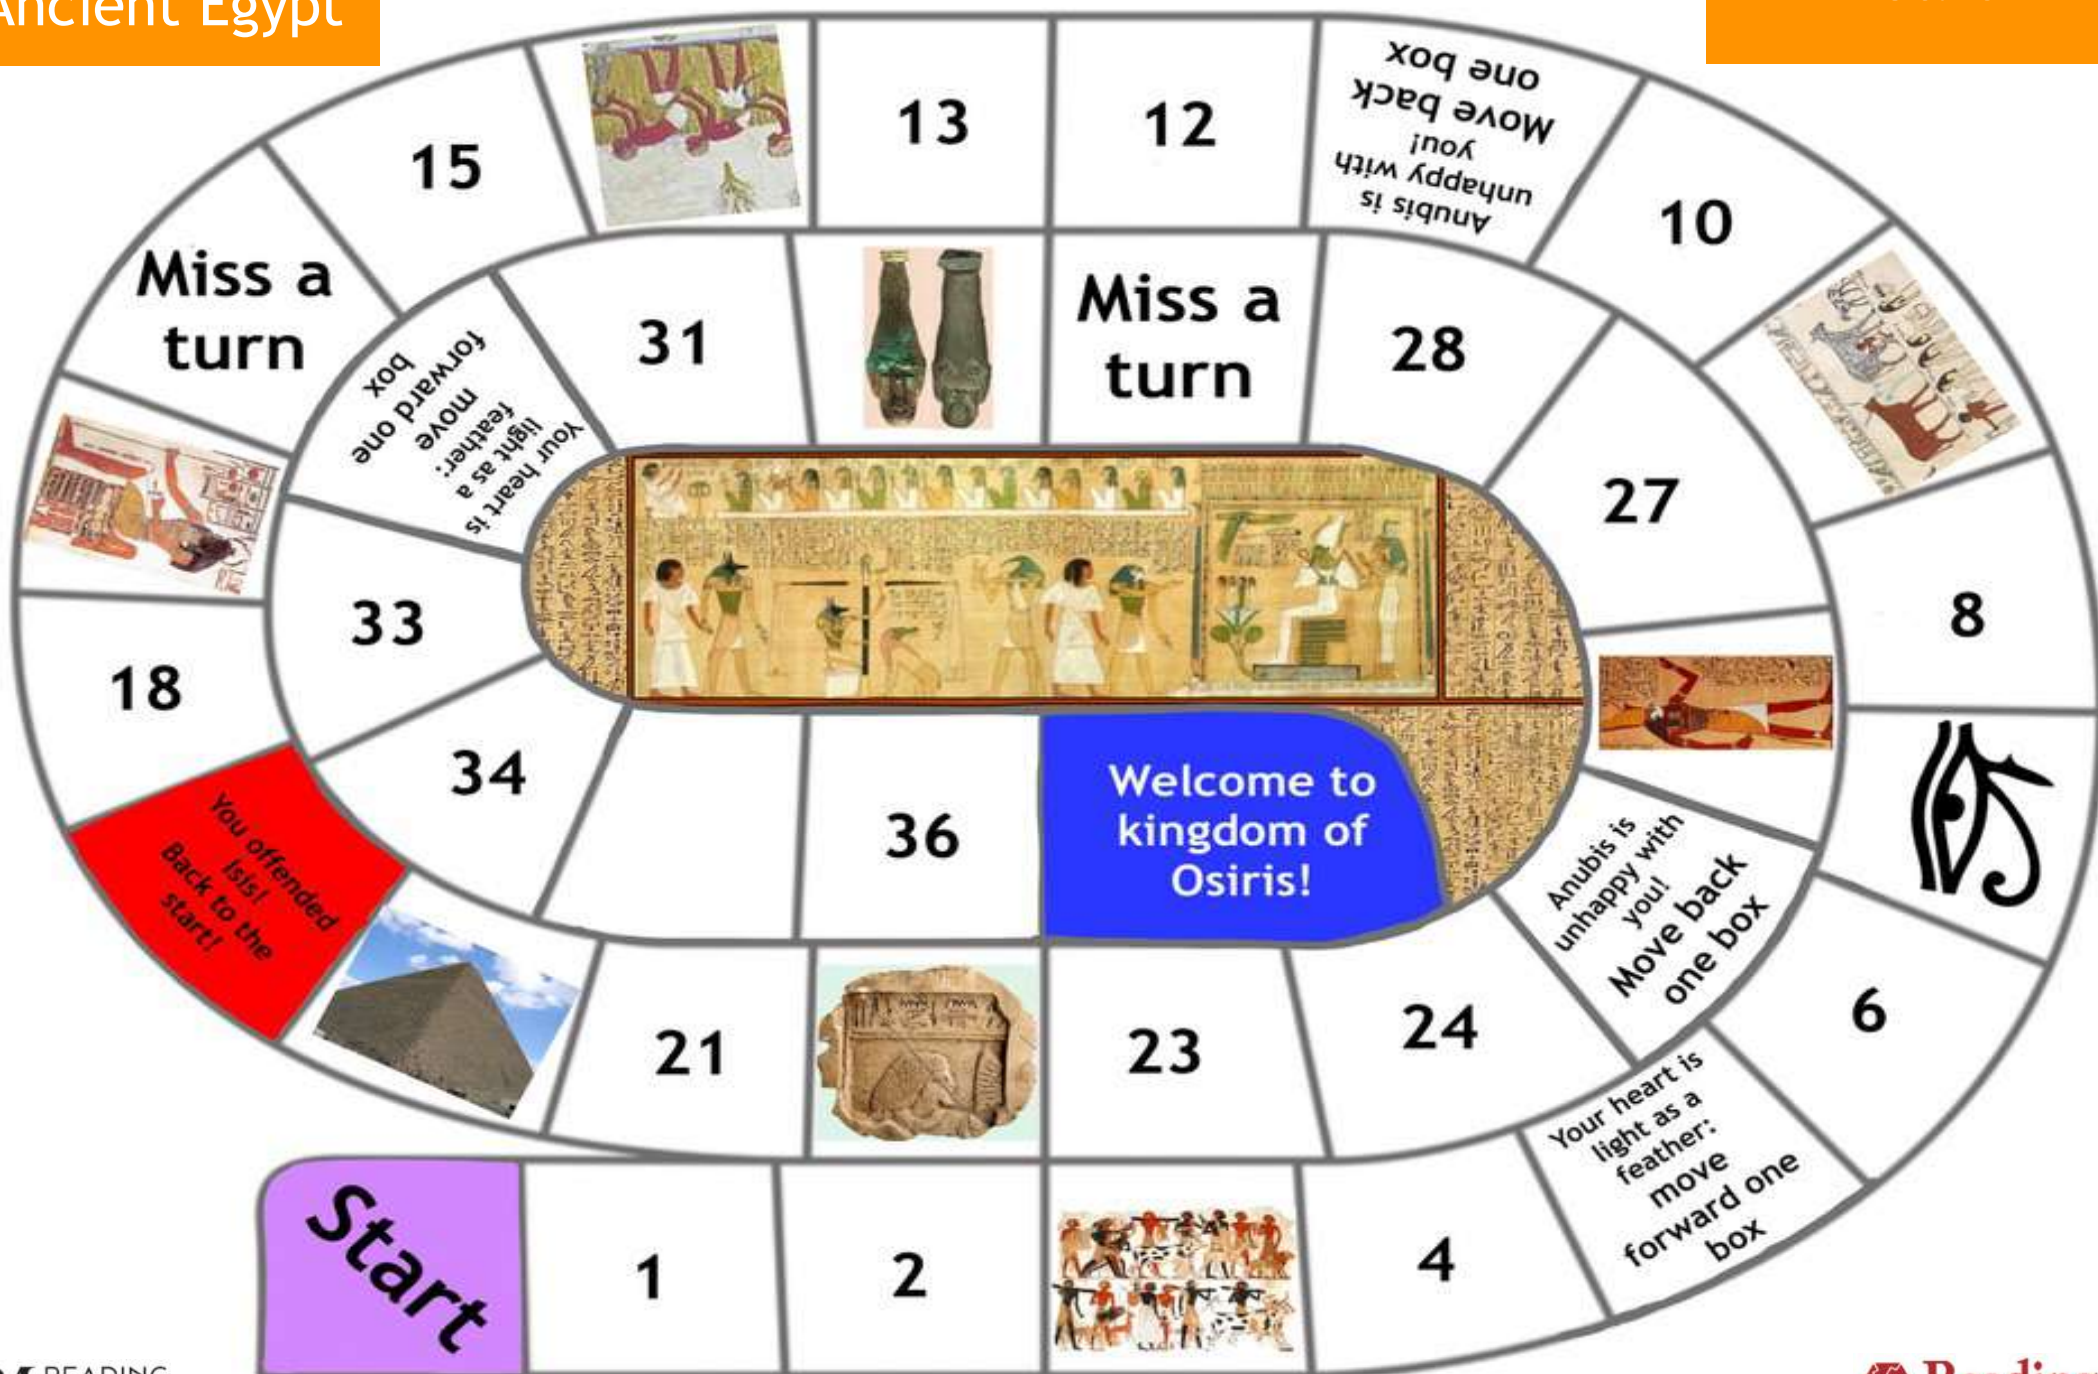 Ancient Egypt
Start
1
2
4
Your heart is
light as a
feather:
move
forward one
box
6
8
10
Anubis is
unhappy with
you!
Move back
one box
12
13
15
Miss a
turn
18
You offended
Isis!
Back to the
start!
21
23
24
Anubis is
unhappy with
you!
Move back
one box
27
28
Miss a
turn
31
Your heart is
light as a
feather:
move
forward one
box
33
34
36
Welcome to
kingdom of
Osiris!
READING